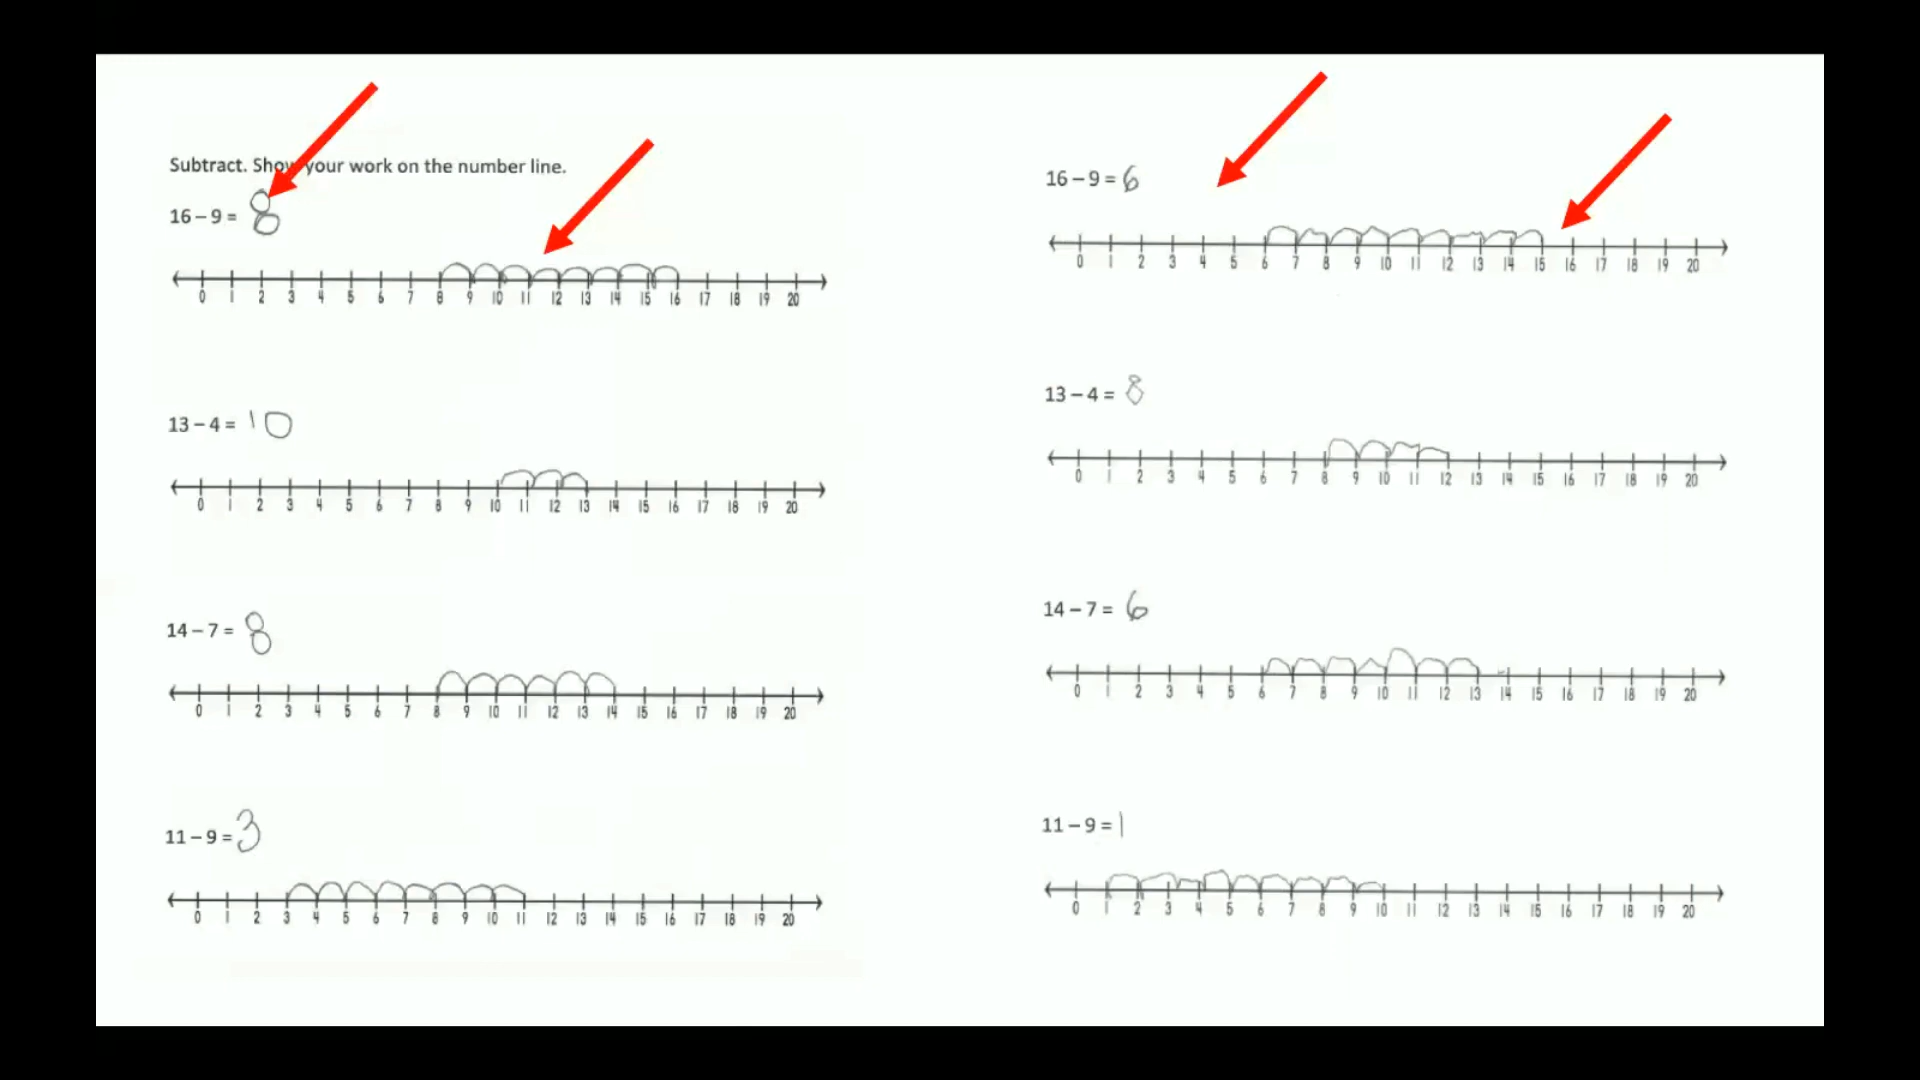 Subtract. Show your work on the number line.
16 – 9 = 8
0 1 2 3 4 5 6 7 8 9 10 11 12 13 14 15 16 17 18 19 20
13 – 4 = 10
0 1 2 3 4 5 6 7 8 9 10 11 12 13 14 15 16 17 18 19 20
14 – 7 = 8
0 1 2 3 4 5 6 7 8 9 10 11 12 13 14 15 16 17 18 19 20
11 – 9 = 3
0 1 2 3 4 5 6 7 8 9 10 11 12 13 14 15 16 17 18 19 20
16 – 9 = 6
0 1 2 3 4 5 6 7 8 9 10 11 12 13 14 15 16 17 18 19 20
13 – 4 = 8
0 1 2 3 4 5 6 7 8 9 10 11 12 13 14 15 16 17 18 19 20
14 – 7 = 6
0 1 2 3 4 5 6 7 8 9 10 11 12 13 14 15 16 17 18 19 20
11 – 9 = 1
0 1 2 3 4 5 6 7 8 9 10 11 12 13 14 15 16 17 18 19 20